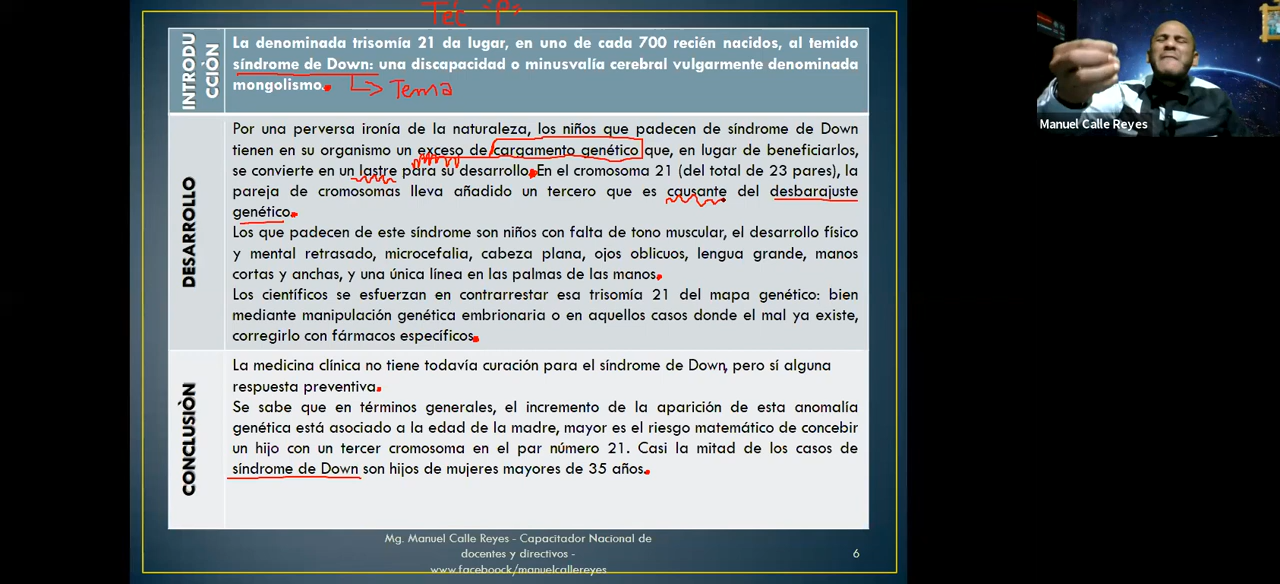 Téc
INTRODU
CCIÓN
La denominada trisomía 21 da lugar, en uno de cada 700 recién nacidos, al temido
síndrome de Down: una discapacidad o minusvalía cerebral vulgarmente denominada
mongolismo.
Tema
DESARROLLO
Por una perversa ironía de la naturaleza, los niños que padecen de síndrome de Down
tienen en su organismo un exceso de cargamento genético que, en lugar de beneficiarlos,
se convierte en un lastre para su desarrollo. En el cromosoma 21 (del total de 23 pares), la
pareja de cromosomas lleva añadido un tercero que es causante del desbarajuste
genético.
Los que padecen de este síndrome son niños con falta de tono muscular, el desarrollo físico
y mental retrasado, microcefalia, cabeza plana, ojos oblicuos, lengua grande, manos
cortas y anchas, y una única línea en las palmas de las manos.
Los científicos se esfuerzan en contrarrestar esa trisomía 21 del mapa genético: bien
mediante manipulación genética embrionaria o en aquellos casos donde el mal ya existe,
corregirlo con fármacos específicos.
CONCLUSIÓN
La medicina clínica no tiene todavía curación para el síndrome de Down, pero sí alguna
respuesta preventiva.
Se sabe que en términos generales, el incremento de la aparición de esta anomalía
genética está asociado a la edad de la madre, mayor es el riesgo matemático de concebir
un hijo con un tercer cromosoma en el par número 21. Casi la mitad de los casos de
síndrome de Down son hijos de mujeres mayores de 35 años.
Mg. Manuel Calle Reyes - Capacitador Nacional de
docentes y directivos -
www.faceboock/manuelcallereyes
6
Manuel Calle Reyes